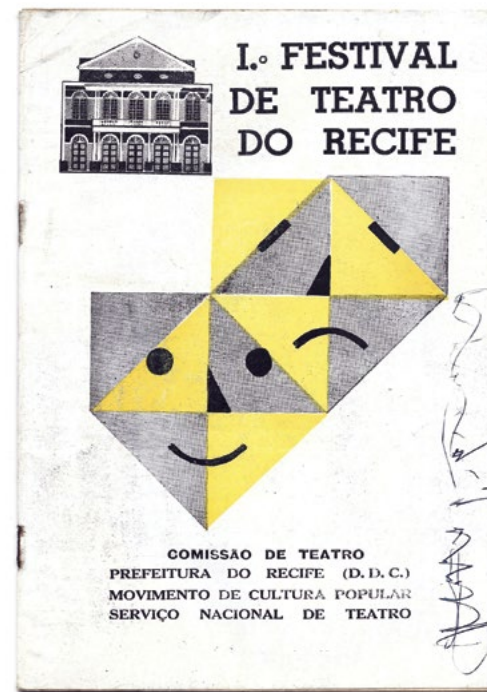 I.º FESTIVAL
DE TEATRO
DO RECIFE
COMISSÃO DE TEATRO
PREFEITURA DO RECIFE (D. D. C.)
MOVIMENTO DE CULTURA POPULAR
SERVIÇO NACIONAL DE TEATRO